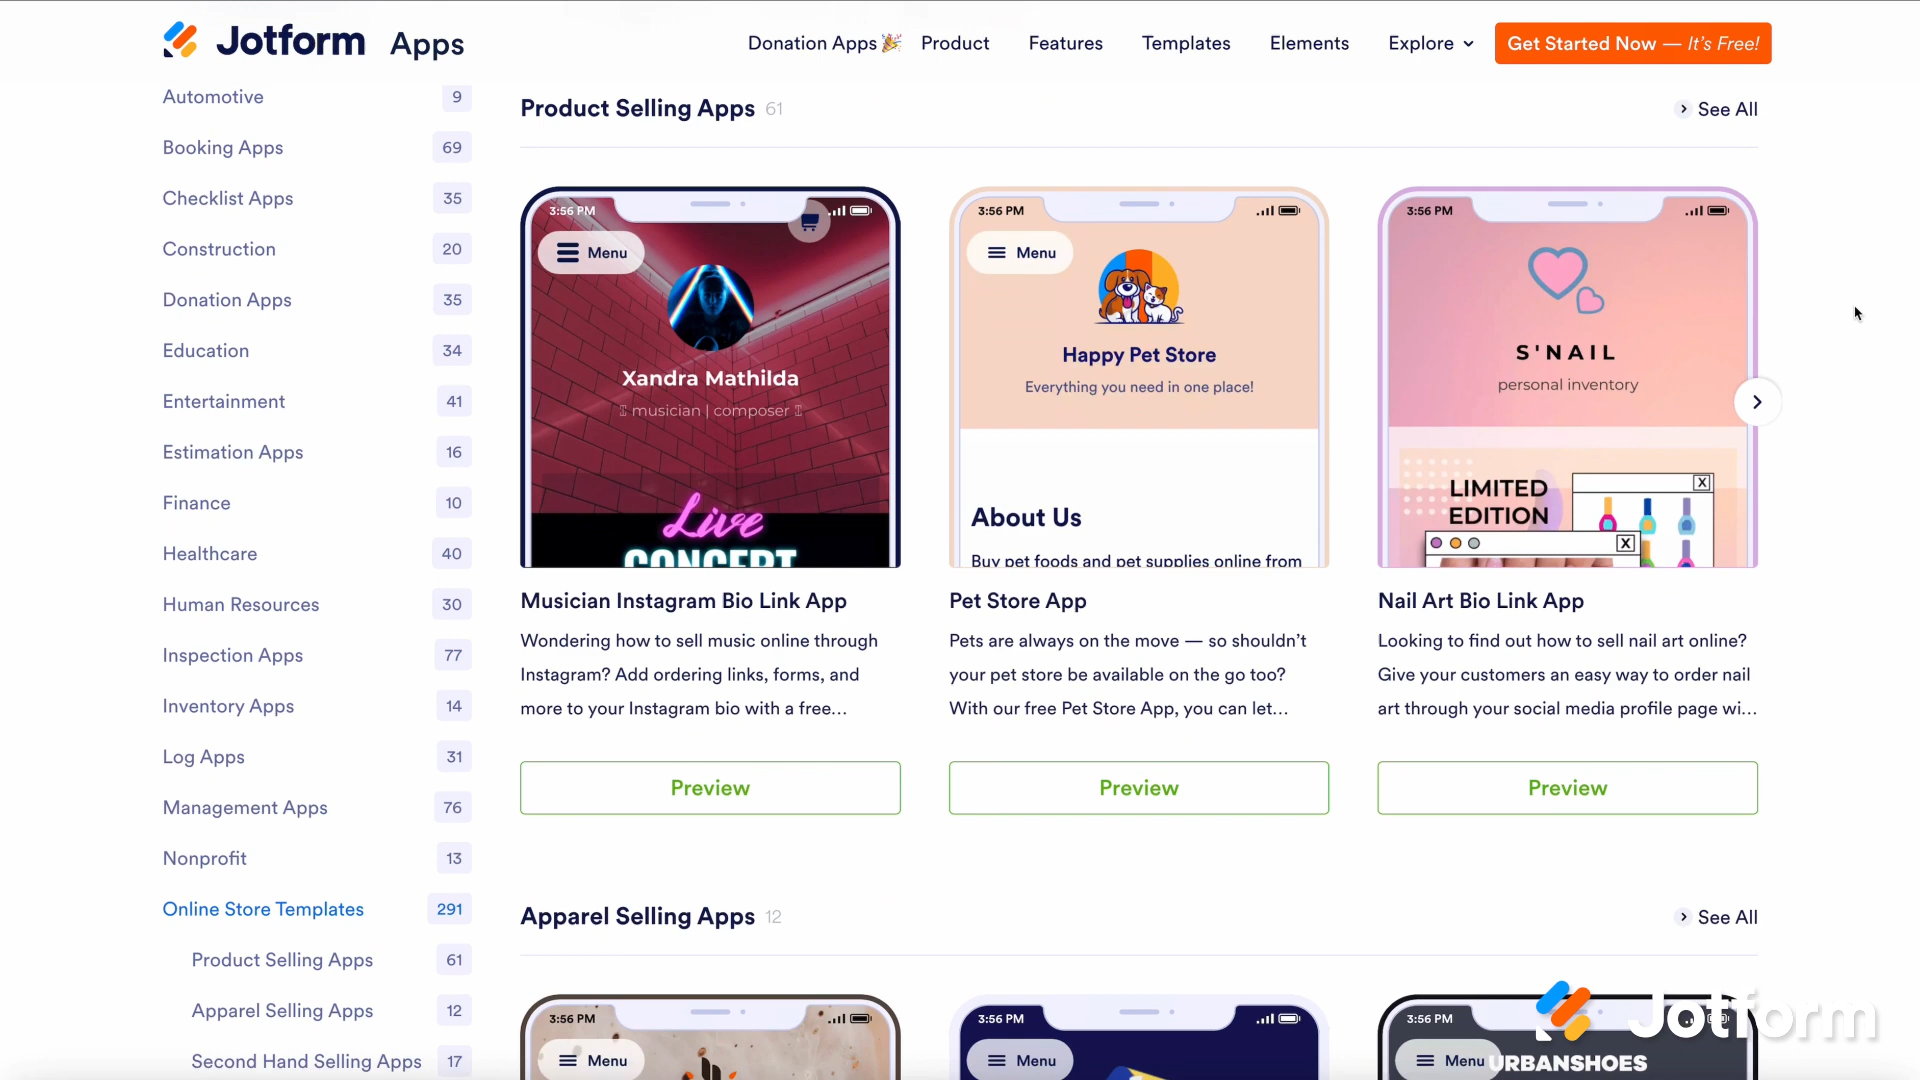 Jotform Apps
Donation Apps🎉 Product Features Templates Elements Explore Get Started Now — It's Free!
Automotive 9
Booking Apps 69
Checklist Apps 35
Construction 20
Donation Apps 35
Education 34
Entertainment 41
Estimation Apps 16
Finance 10
Healthcare 40
Human Resources 30
Inspection Apps 77
Inventory Apps 14
Log Apps 31
Management Apps 76
Nonprofit 13
Online Store Templates 291
Product Selling Apps 61
Apparel Selling Apps 12
Second Hand Selling Apps 17
Product Selling Apps 61
See All
3:56 PM
Menu
Xandra Mathilda
musician | composer
Live
CONCERT
Musician Instagram Bio Link App
Wondering how to sell music online through
Instagram? Add ordering links, forms, and
more to your Instagram bio with a free...
Preview
3:56 PM
Menu
Happy Pet Store
Everything you need in one place!
About Us
Buy pet foods and pet supplies online from
Pet Store App
Pets are always on the move — so shouldn't
your pet store be available on the go too?
With our free Pet Store App, you can let...
Preview
3:56 PM
S'NAIL
personal inventory
LIMITED
EDITION
X
X
Nail Art Bio Link App
Looking to find out how to sell nail art online?
Give your customers an easy way to order nail
art through your social media profile page wi...
Preview
Apparel Selling Apps 12
See All
3:56 PM
Menu
3:56 PM
Menu
3:56 PM
Menu
URBANSHOES
Jotform